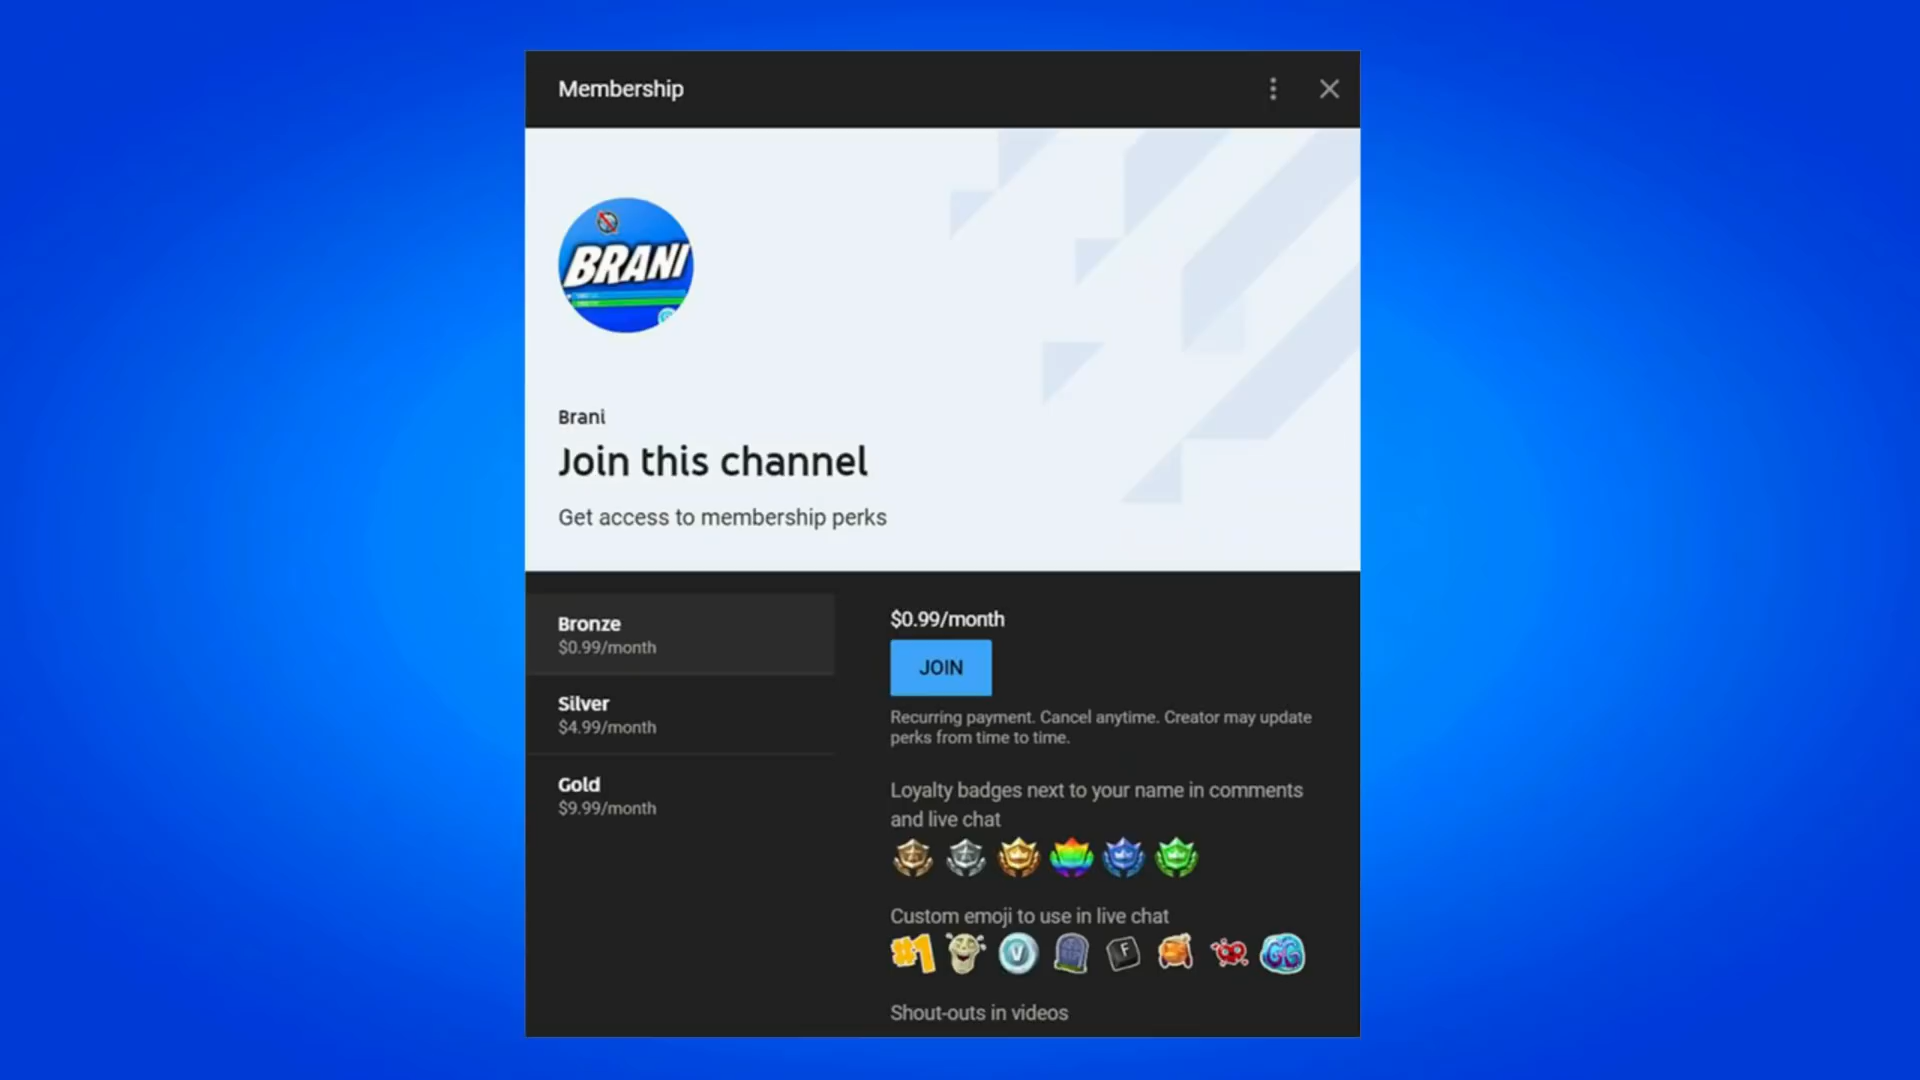 Membership
BRANI
Brani
Join this channel
Get access to membership perks
Bronze
$0.99/month
Silver
$4.99/month
Gold
$9.99/month
$0.99/month
JOIN
Recurring payment. Cancel anytime. Creator may update
perks from time to time.
Loyalty badges next to your name in comments
and live chat
Custom emoji to use in live chat
#1
V
RIP
F
GG
Shout-outs in videos